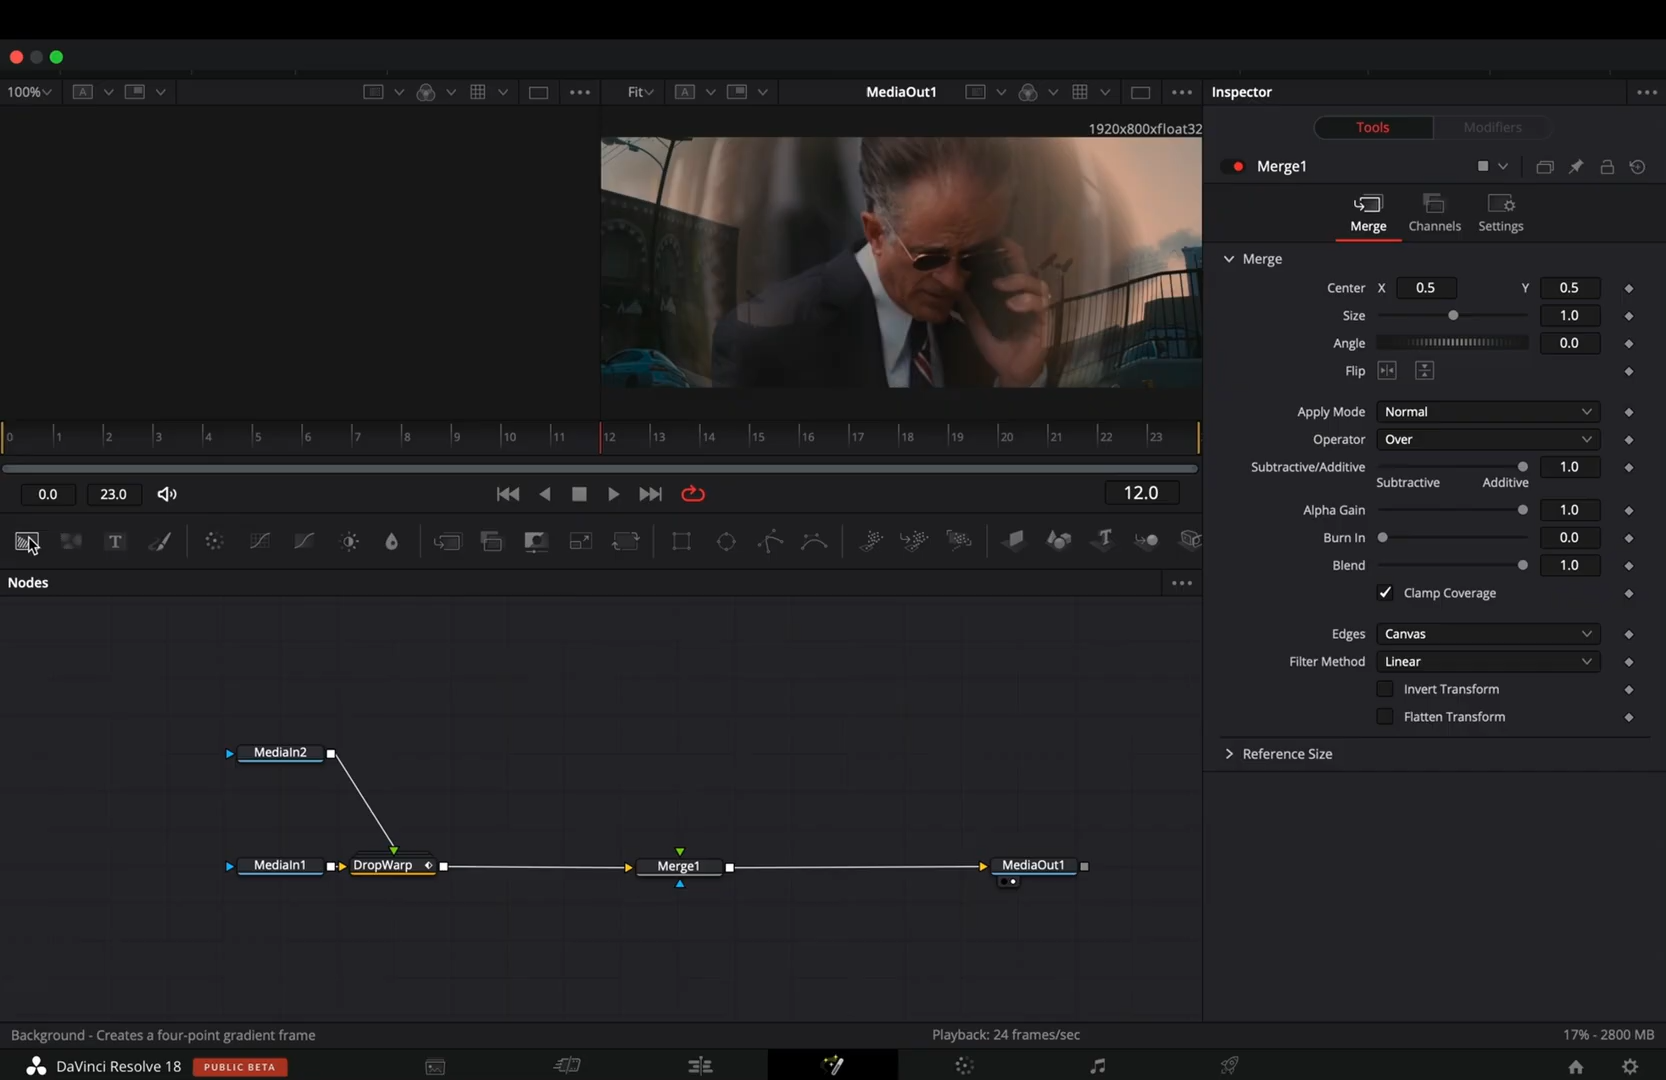 100%
A
Fit
A
MediaOut1
Inspector
1920x800xfloat32
Tools
Modifiers
Merge1
Merge
Channels
Settings
Merge
Center X 0.5 Y 0.5
Size 1.0
Angle 0.0
Flip
Apply Mode Normal
Operator Over
Subtractive/Additive 1.0
Subtractive Additive
Alpha Gain 1.0
Burn In 0.0
Blend 1.0
Clamp Coverage
Edges Canvas
Filter Method Linear
Invert Transform
Flatten Transform
Reference Size
0 1 2 3 4 5 6 7 8 9 10 11 12 13 14 15 16 17 18 19 20 21 22 23
0.0 23.0 12.0
T
T
Nodes
MediaIn2
MediaIn1
DropWarp
Merge1
MediaOut1
Background - Creates a four-point gradient frame
Playback: 24 frames/sec
17% - 2800 MB
DaVinci Resolve 18
PUBLIC BETA